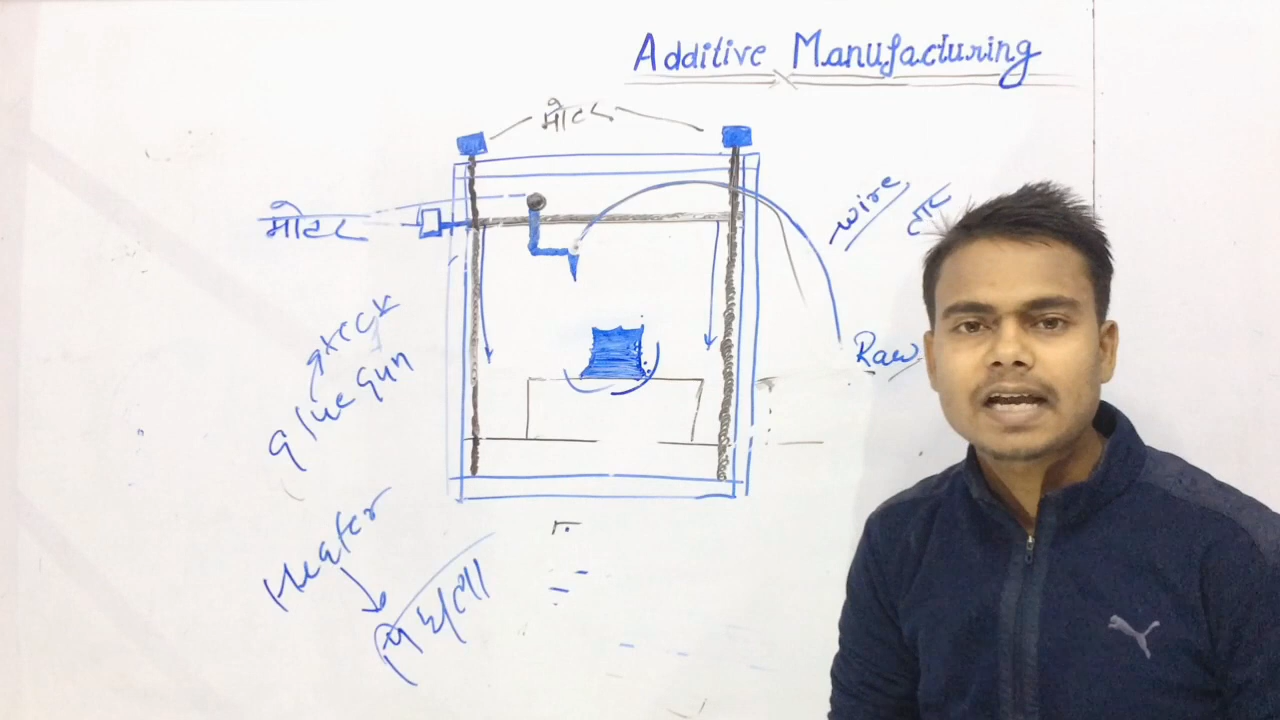 Additive Manufacturing
मोटर
मोटर
wire
तार
Raw
glue gun
Heater
पिघला